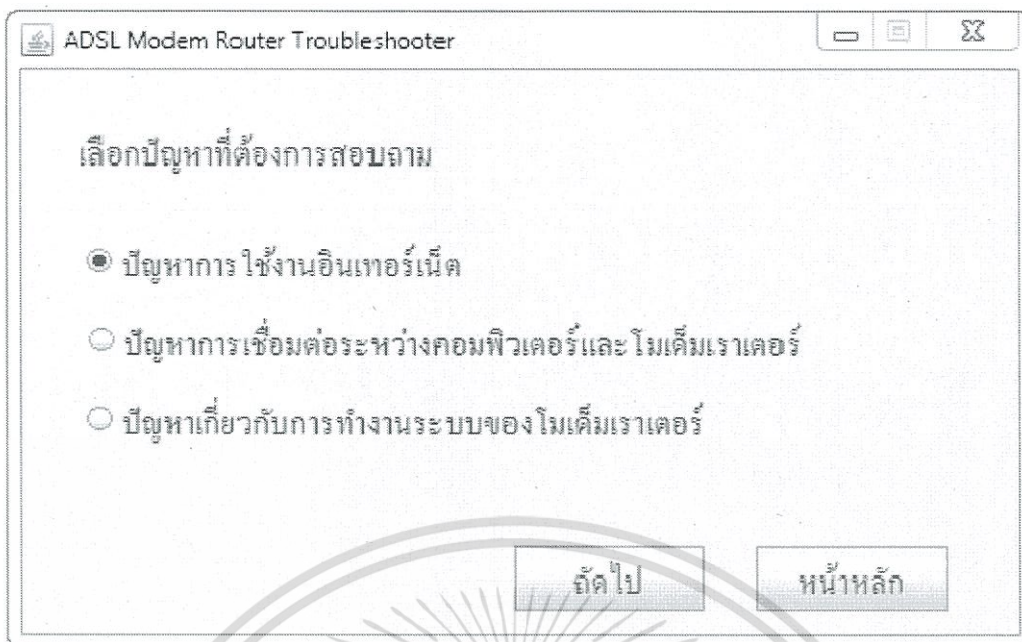 ADSL Modem Router Troubleshooter
เลือกปัญหาที่ต้องการสอบถาม
ปัญหาการใช้งานอินเทอร์เน็ต
ปัญหาการเชื่อมต่อระหว่างคอมพิวเตอร์และโมเด็มเราเตอร์
ปัญหาเกี่ยวกับการทำงานระบบของโมเด็มเราเตอร์
ถัดไป
หน้าหลัก